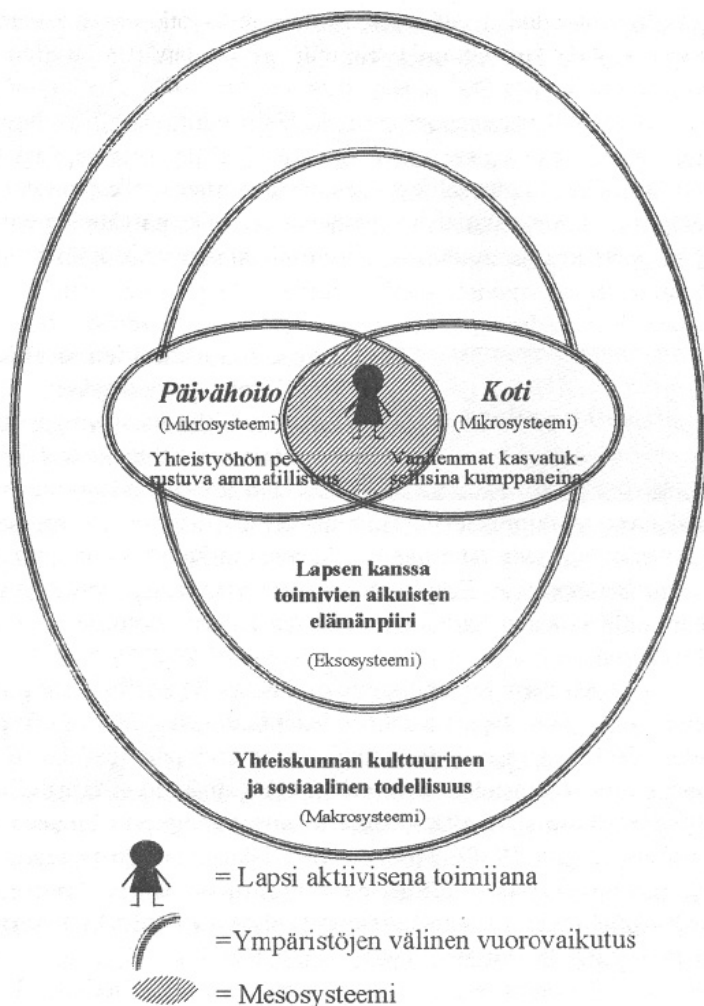 Päivähoito
(Mikrosysteemi)
Yhteistyöhön pe-
rustuva ammatillisuus
Koti
(Mikrosysteemi)
Vanhemmat kasvatuk-
sellisina kumppaneina
Lapsen kanssa
toimivien aikuisten
elämänpiiri
(Eksosysteemi)
Yhteiskunnan kulttuurinen
ja sosiaalinen todellisuus
(Makrosysteemi)
= Lapsi aktiivisena toimijana
=Ympäristöjen välinen vuorovaikutus
= Mesosysteemi